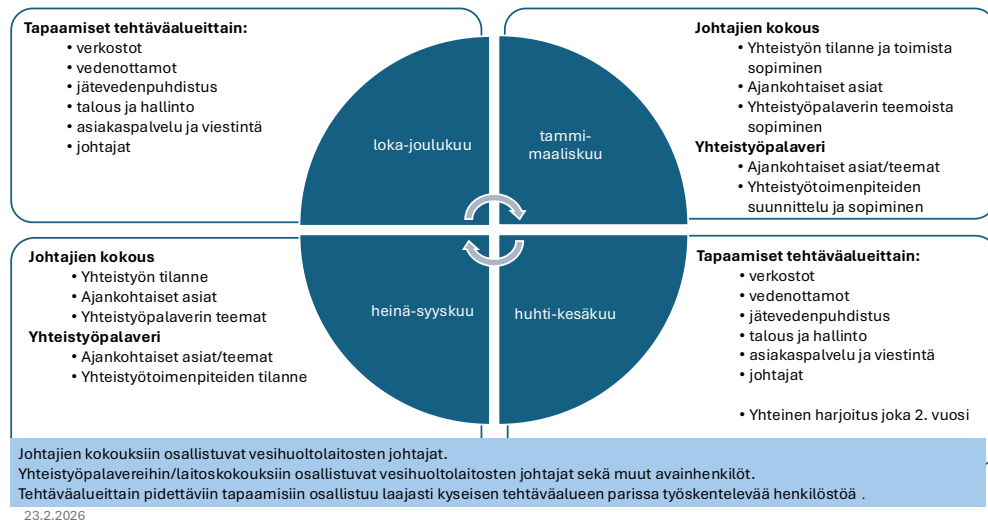 Tapaamiset tehtäväalueittain:
• verkostot
• vedenottamot
• jätevedenpuhdistus
• talous ja hallinto
• asiakaspalvelu ja viestintä
• johtajat
loka-joulukuu
tammi-
maaliskuu
Johtajien kokous
• Yhteistyön tilanne ja toimista
sopiminen
• Ajankohtaiset asiat
• Yhteistyöpalaverin teemoista
sopiminen
Yhteistyöpalaveri
• Ajankohtaiset asiat/teemat
• Yhteistyötoimenpiteiden
suunnittelu ja sopiminen
Johtajien kokous
• Yhteistyön tilanne
• Ajankohtaiset asiat
• Yhteistyöpalaverin teemat
Yhteistyöpalaveri
• Ajankohtaiset asiat/teemat
• Yhteistyötoimenpiteiden tilanne
heinä-syyskuu
huhti-kesäkuu
Tapaamiset tehtäväalueittain:
• verkostot
• vedenottamot
• jätevedenpuhdistus
• talous ja hallinto
• asiakaspalvelu ja viestintä
• johtajat
• Yhteinen harjoitus joka 2. vuosi
Johtajien kokouksiin osallistuvat vesihuoltolaitosten johtajat.
Yhteistyöpalavereihin/laitoskokouksiin osallistuvat vesihuoltolaitosten johtajat sekä muut avainhenkilöt.
Tehtäväalueittain pidettäviin tapaamisiin osallistuu laajasti kyseisen tehtäväalueen parissa työskentelevää henkilöstöä .
23.2.2026